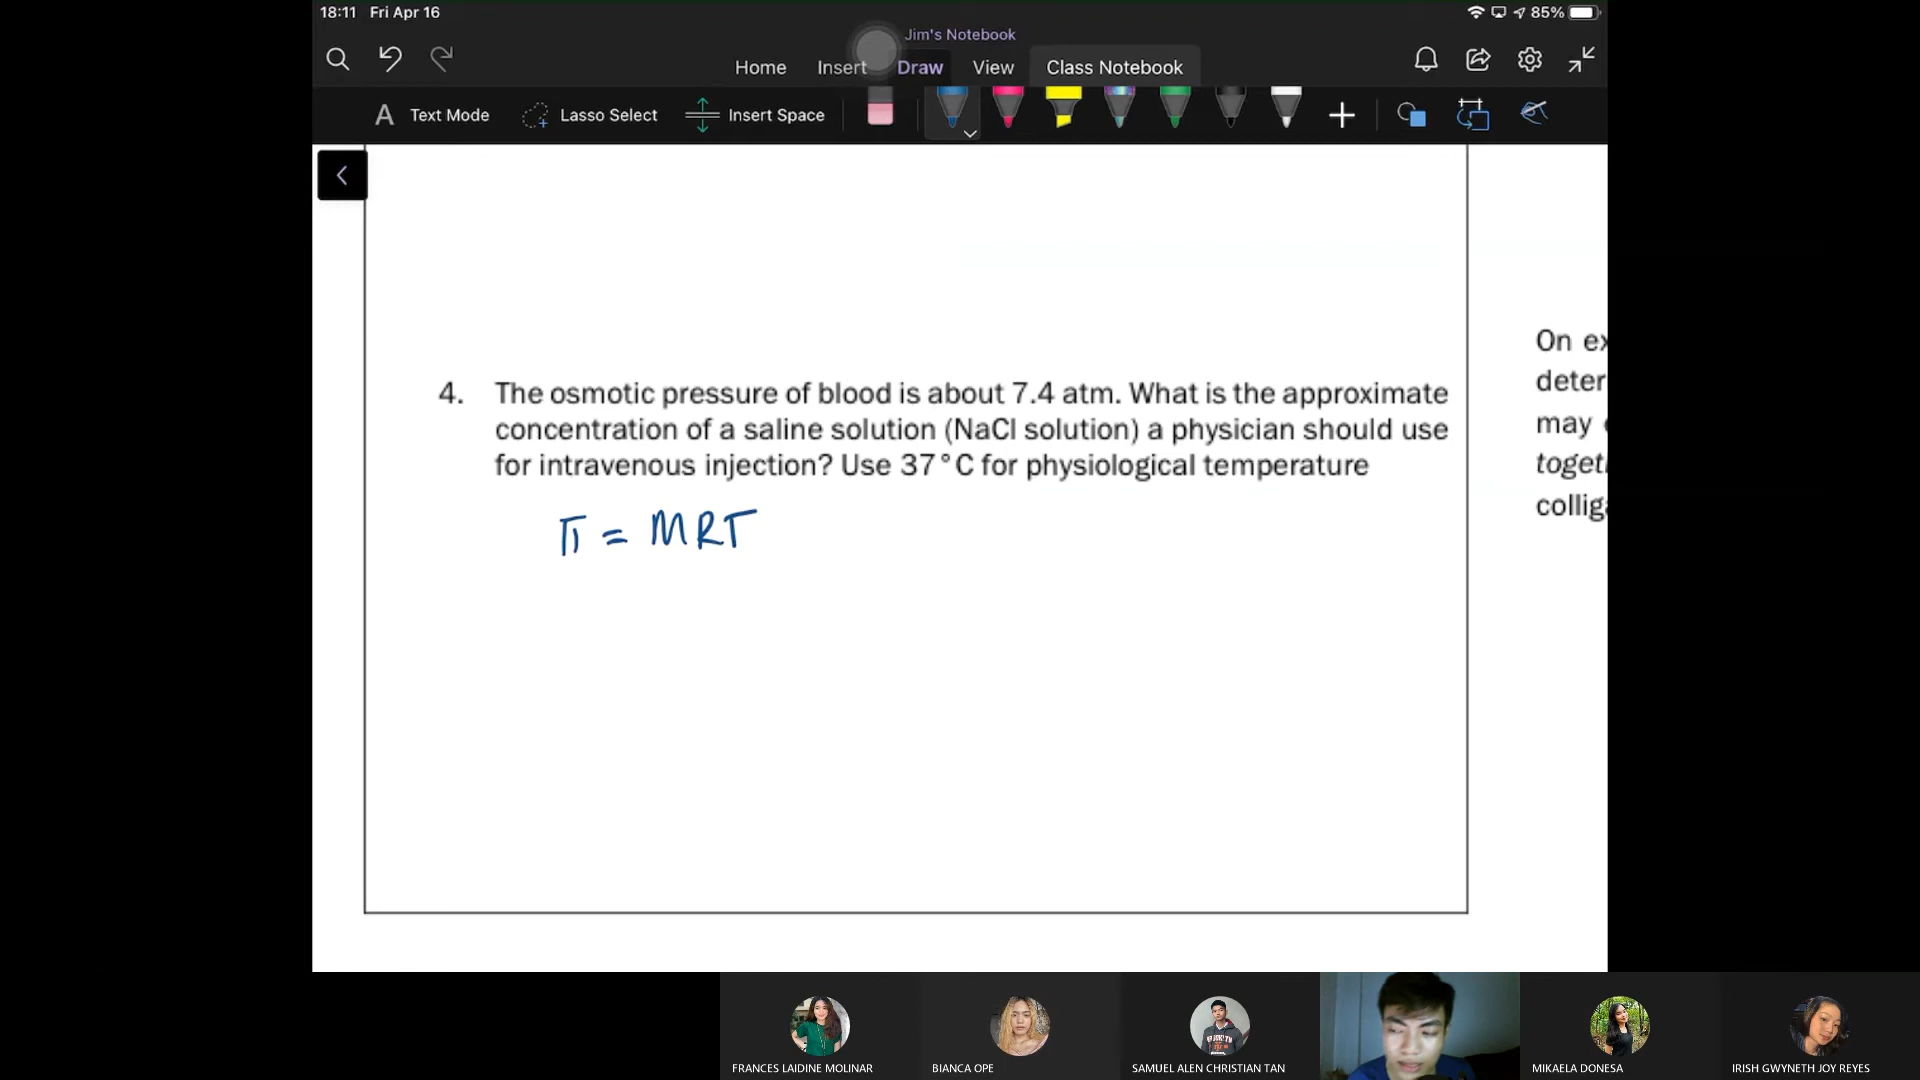 18:11 Fri Apr 16
85%
Jim's Notebook
Home Insert Draw View Class Notebook
A Text Mode Lasso Select Insert Space
4. The osmotic pressure of blood is about 7.4 atm. What is the approximate
concentration of a saline solution (NaCl solution) a physician should use
for intravenous injection? Use 37°C for physiological temperature
π = MRT
On ex
deter
may
toget
collig
FRANCES LAIDINE MOLINAR
BIANCA OPE
SAMUEL ALEN CHRISTIAN TAN
MIKAELA DONESA
IRISH GWYNETH JOY REYES